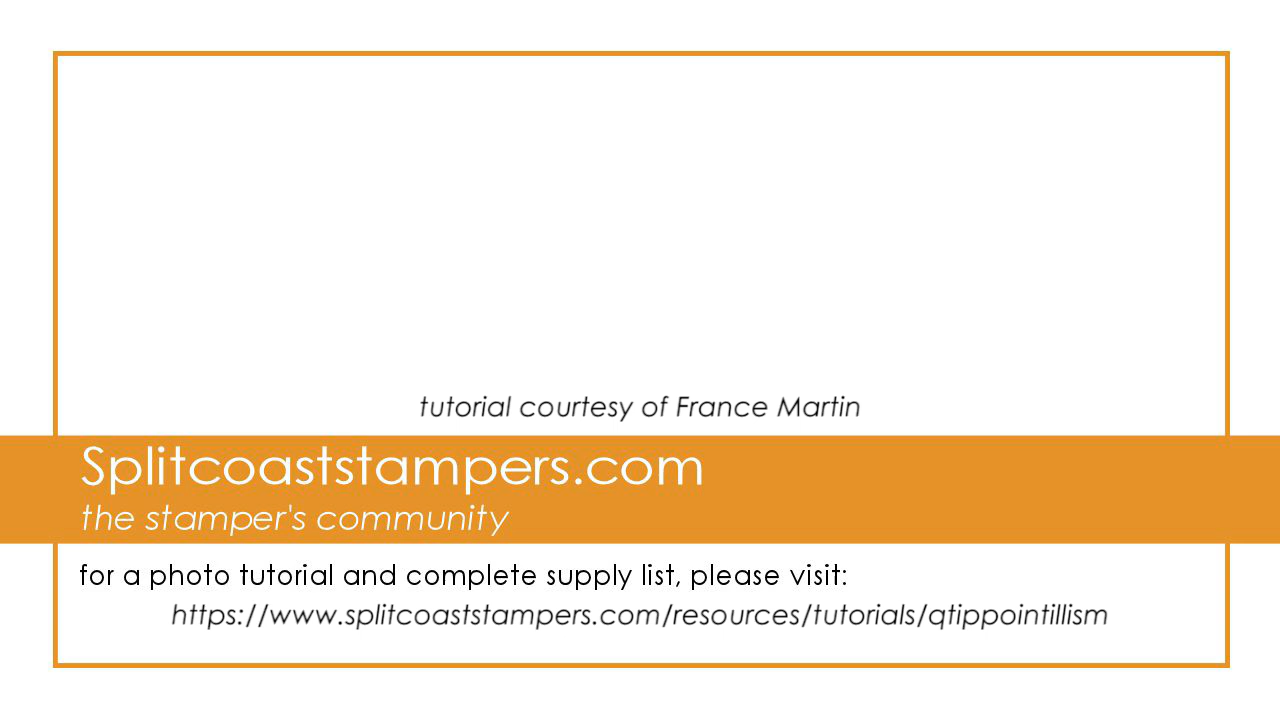 tutorial courtesy of France Martin
Splitcoaststampers.com
the stamper's community
for a photo tutorial and complete supply list, please visit:
https://www.splitcoaststampers.com/resources/tutorials/qtippointillism